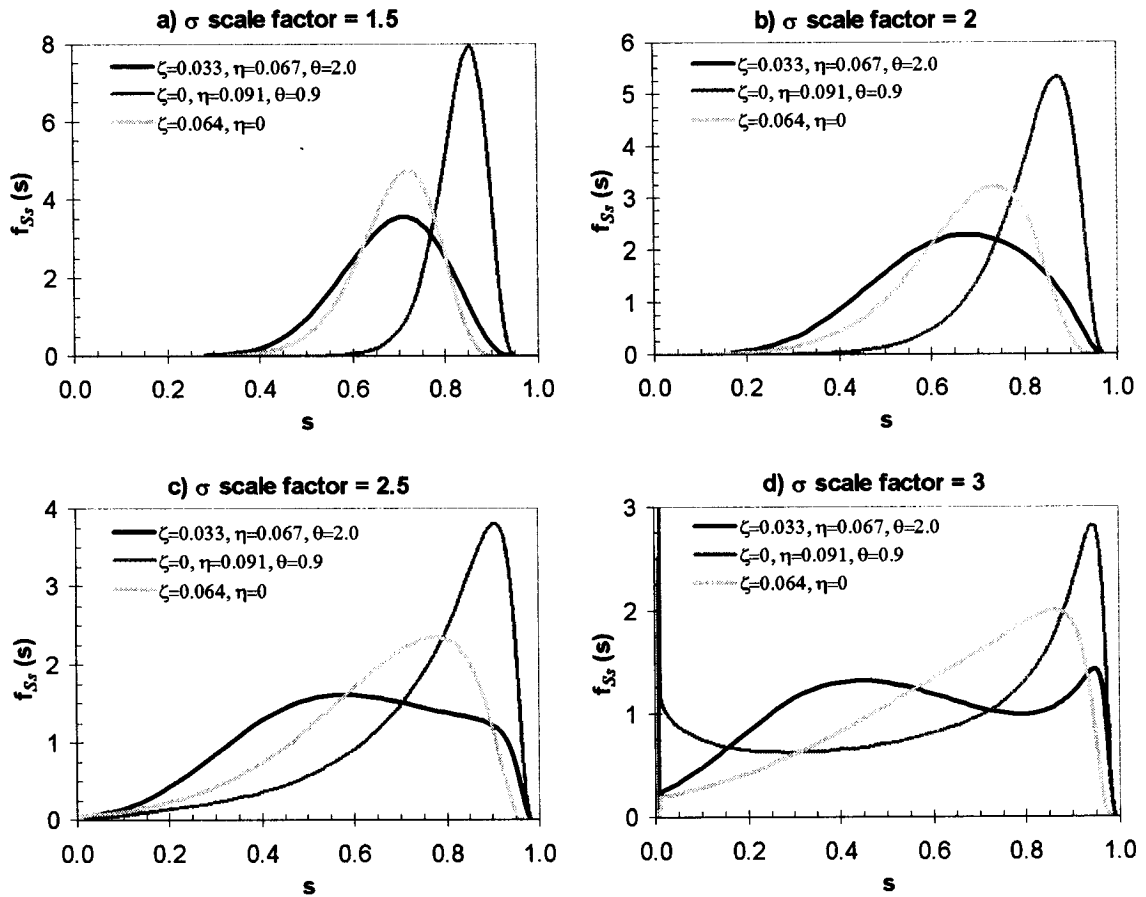 a) σ scale factor = 1.5
8
6
4
2
0
f_Ss (s)
ζ=0.033, η=0.067, θ=2.0
ζ=0, η=0.091, θ=0.9
ζ=0.064, η=0
0.0 0.2 0.4 0.6 0.8 1.0
s
b) σ scale factor = 2
6
5
4
3
2
1
0
f_Ss (s)
ζ=0.033, η=0.067, θ=2.0
ζ=0, η=0.091, θ=0.9
ζ=0.064, η=0
0.0 0.2 0.4 0.6 0.8 1.0
s
c) σ scale factor = 2.5
4
3
2
1
0
f_Ss (s)
ζ=0.033, η=0.067, θ=2.0
ζ=0, η=0.091, θ=0.9
ζ=0.064, η=0
0.0 0.2 0.4 0.6 0.8 1.0
s
d) σ scale factor = 3
3
2
1
0
f_Ss (s)
ζ=0.033, η=0.067, θ=2.0
ζ=0, η=0.091, θ=0.9
ζ=0.064, η=0
0.0 0.2 0.4 0.6 0.8 1.0
s